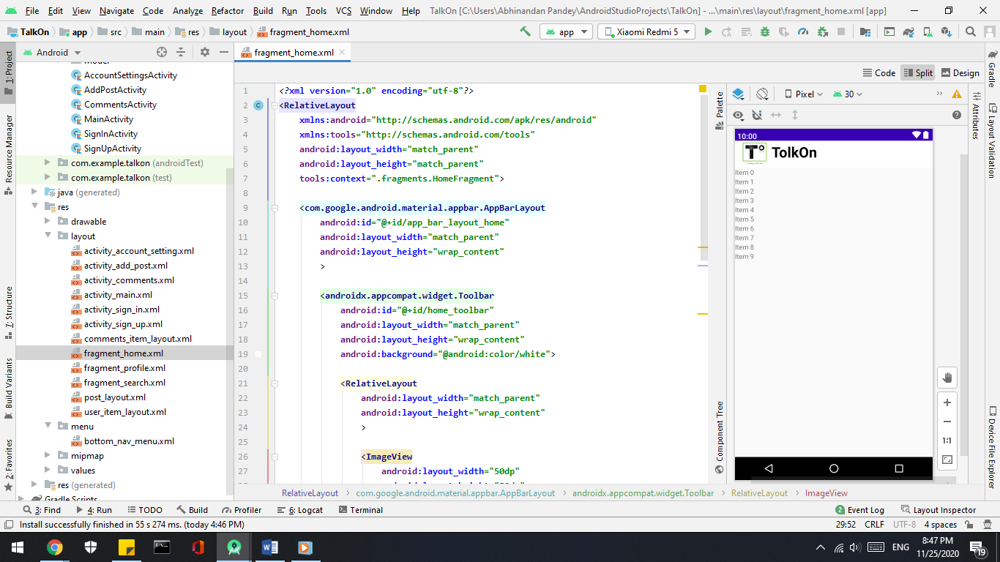 File Edit View Navigate Code Analyze Refactor Build Run Tools VCS Window Help TalkOn [C:\Users\Abhinandan Pandey\AndroidStudioProjects\TalkOn] - ...\main\res\layout\fragment_home.xml [app]
TalkOn app src main res layout fragment_home.xml
app
Xiaomi Redmi 5
Android
fragment_home.xml
Code Split Design
1: Project
Resource Manager
7: Structure
Build Variants
2: Favorites
AccountSettingsActivity
AddPostActivity
CommentsActivity
MainActivity
SignInActivity
SignUpActivity
com.example.talkon (androidTest)
com.example.talkon (test)
java (generated)
res
drawable
layout
activity_account_setting.xml
activity_add_post.xml
activity_comments.xml
activity_main.xml
activity_sign_in.xml
activity_sign_up.xml
comments_item_layout.xml
fragment_home.xml
fragment_profile.xml
fragment_search.xml
post_layout.xml
user_item_layout.xml
menu
bottom_nav_menu.xml
mipmap
values
res (generated)
Gradle Scripts
1 <?xml version="1.0" encoding="utf-8"?>
2 <RelativeLayout
3 xmlns:android="http://schemas.android.com/apk/res/android"
4 xmlns:tools="http://schemas.android.com/tools"
5 android:layout_width="match_parent"
6 android:layout_height="match_parent"
7 tools:context=".fragments.HomeFragment">
8
9 <com.google.android.material.appbar.AppBarLayout
10 android:id="@+id/app_bar_layout_home"
11 android:layout_width="match_parent"
12 android:layout_height="wrap_content"
13 >
14
15 <androidx.appcompat.widget.Toolbar
16 android:id="@+id/home_toolbar"
17 android:layout_width="match_parent"
18 android:layout_height="wrap_content"
19 android:background="@android:color/white">
20
21 <RelativeLayout
22 android:layout_width="match_parent"
23 android:layout_height="wrap_content"
24 >
25
26 <ImageView
27 android:layout_width="50dp"
RelativeLayout com.google.android.material.appbar.AppBarLayout androidx.appcompat.widget.Toolbar RelativeLayout ImageView
Palette
Component Tree
Pixel 30
10:00
TolkOn
Item 0
Item 1
Item 2
Item 3
Item 4
Item 5
Item 6
Item 7
Item 8
Item 9
1:1
Attributes
Gradle
Layout Validation
Device File Explorer
3: Find 4: Run TODO Build Profiler 6: Logcat Terminal 2 Event Log Layout Inspector
Install successfully finished in 55 s 274 ms. (today 4:46 PM) 29:52 CRLF UTF-8 4 spaces
ENG 8:47 PM
11/25/2020
19